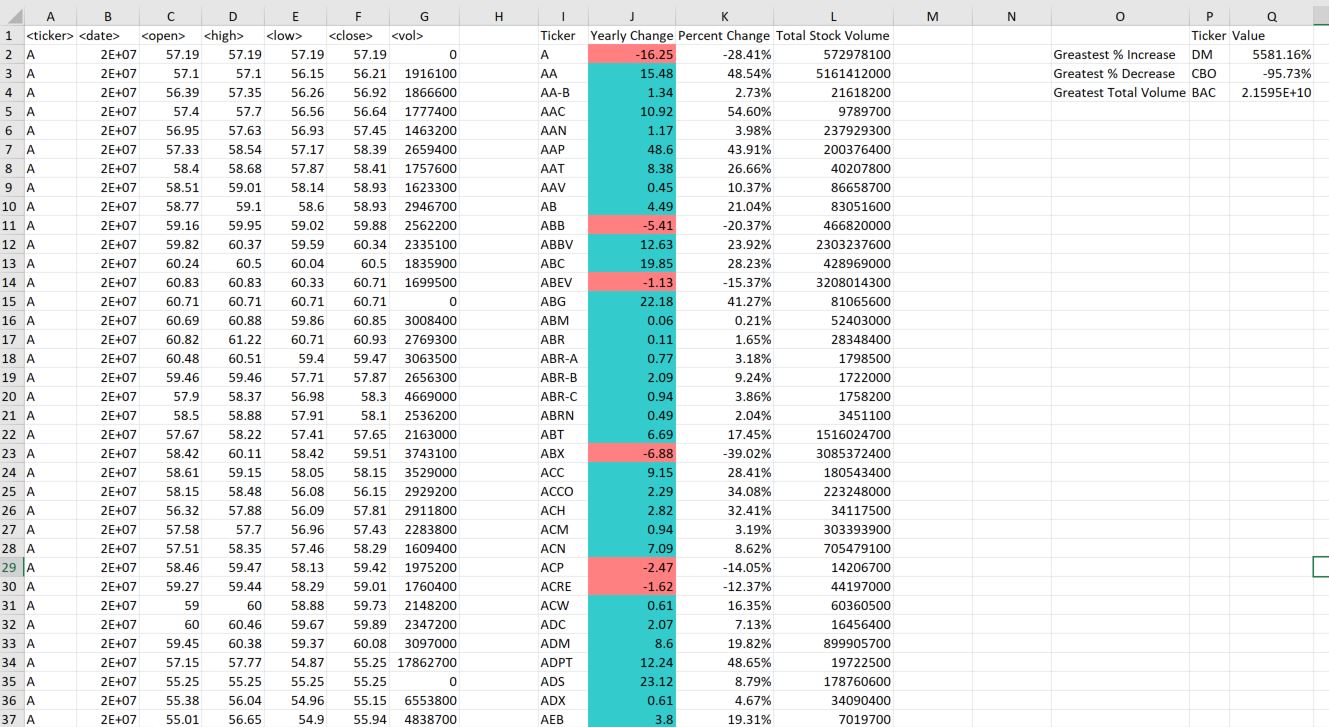 A B C D E F G H I J K L M N O P Q
1 <ticker> <date> <open> <high> <low> <close> <vol> Ticker Yearly Change Percent Change Total Stock Volume Ticker Value
2 A 2E+07 57.19 57.19 57.19 57.19 0 A -16.25 -28.41% 572978100 Greastest % Increase DM 5581.16%
3 A 2E+07 57.1 57.1 56.15 56.21 1916100 AA 15.48 48.54% 5161412000 Greatest % Decrease CBO -95.73%
4 A 2E+07 56.39 57.35 56.26 56.92 1866600 AA-B 1.34 2.73% 21618200 Greatest Total Volume BAC 2.1595E+10
5 A 2E+07 57.4 57.7 56.56 56.64 1777400 AAC 10.92 54.60% 9789700
6 A 2E+07 56.95 57.63 56.93 57.45 1463200 AAN 1.17 3.98% 237929300
7 A 2E+07 57.33 58.54 57.17 58.39 2659400 AAP 48.6 43.91% 200376400
8 A 2E+07 58.4 58.68 57.87 58.41 1757600 AAT 8.38 26.66% 40207800
9 A 2E+07 58.51 59.01 58.14 58.93 1623300 AAV 0.45 10.37% 86658700
10 A 2E+07 58.77 59.1 58.6 58.93 2946700 AB 4.49 21.04% 83051600
11 A 2E+07 59.16 59.95 59.02 59.88 2562200 ABB -5.41 -20.37% 466820000
12 A 2E+07 59.82 60.37 59.59 60.34 2335100 ABBV 12.63 23.92% 2303237600
13 A 2E+07 60.24 60.5 60.04 60.5 1835900 ABC 19.85 28.23% 428969000
14 A 2E+07 60.83 60.83 60.33 60.71 1699500 ABEV -1.13 -15.37% 3208014300
15 A 2E+07 60.71 60.71 60.71 60.71 0 ABG 22.18 41.27% 81065600
16 A 2E+07 60.69 60.88 59.86 60.85 3008400 ABM 0.06 0.21% 52403000
17 A 2E+07 60.82 61.22 60.71 60.93 2769300 ABR 0.11 1.65% 28348400
18 A 2E+07 60.48 60.51 59.4 59.47 3063500 ABR-A 0.77 3.18% 1798500
19 A 2E+07 59.46 59.46 57.71 57.87 2656300 ABR-B 2.09 9.24% 1722000
20 A 2E+07 57.9 58.37 56.98 58.3 4669000 ABR-C 0.94 3.86% 1758200
21 A 2E+07 58.5 58.88 57.91 58.1 2536200 ABRN 0.49 2.04% 3451100
22 A 2E+07 57.67 58.22 57.41 57.65 2163000 ABT 6.69 17.45% 1516024700
23 A 2E+07 58.42 60.11 58.42 59.51 3743100 ABX -6.88 -39.02% 3085372400
24 A 2E+07 58.61 59.15 58.05 58.15 3529000 ACC 9.15 28.41% 180543400
25 A 2E+07 58.15 58.48 56.08 56.15 2929200 ACCO 2.29 34.08% 223248000
26 A 2E+07 56.32 57.88 56.09 57.81 2911800 ACH 2.82 32.41% 34117500
27 A 2E+07 57.58 57.7 56.96 57.43 2283800 ACM 0.94 3.19% 303393900
28 A 2E+07 57.51 58.35 57.46 58.29 1609400 ACN 7.09 8.62% 705479100
29 A 2E+07 58.46 59.47 58.13 59.42 1975200 ACP -2.47 -14.05% 14206700
30 A 2E+07 59.27 59.44 58.29 59.01 1760400 ACRE -1.62 -12.37% 44197000
31 A 2E+07 59 60 58.88 59.73 2148200 ACW 0.61 16.35% 60360500
32 A 2E+07 60 60.46 59.67 59.89 2347200 ADC 2.07 7.13% 16456400
33 A 2E+07 59.45 60.38 59.37 60.08 3097000 ADM 8.6 19.82% 899905700
34 A 2E+07 57.15 57.77 54.87 55.25 17862700 ADPT 12.24 48.65% 19722500
35 A 2E+07 55.25 55.25 55.25 55.25 0 ADS 23.12 8.79% 178760600
36 A 2E+07 55.38 56.04 54.96 55.15 6553800 ADX 0.61 4.67% 34090400
37 A 2E+07 55.01 56.65 54.9 55.94 4838700 AEB 3.8 19.31% 7019700